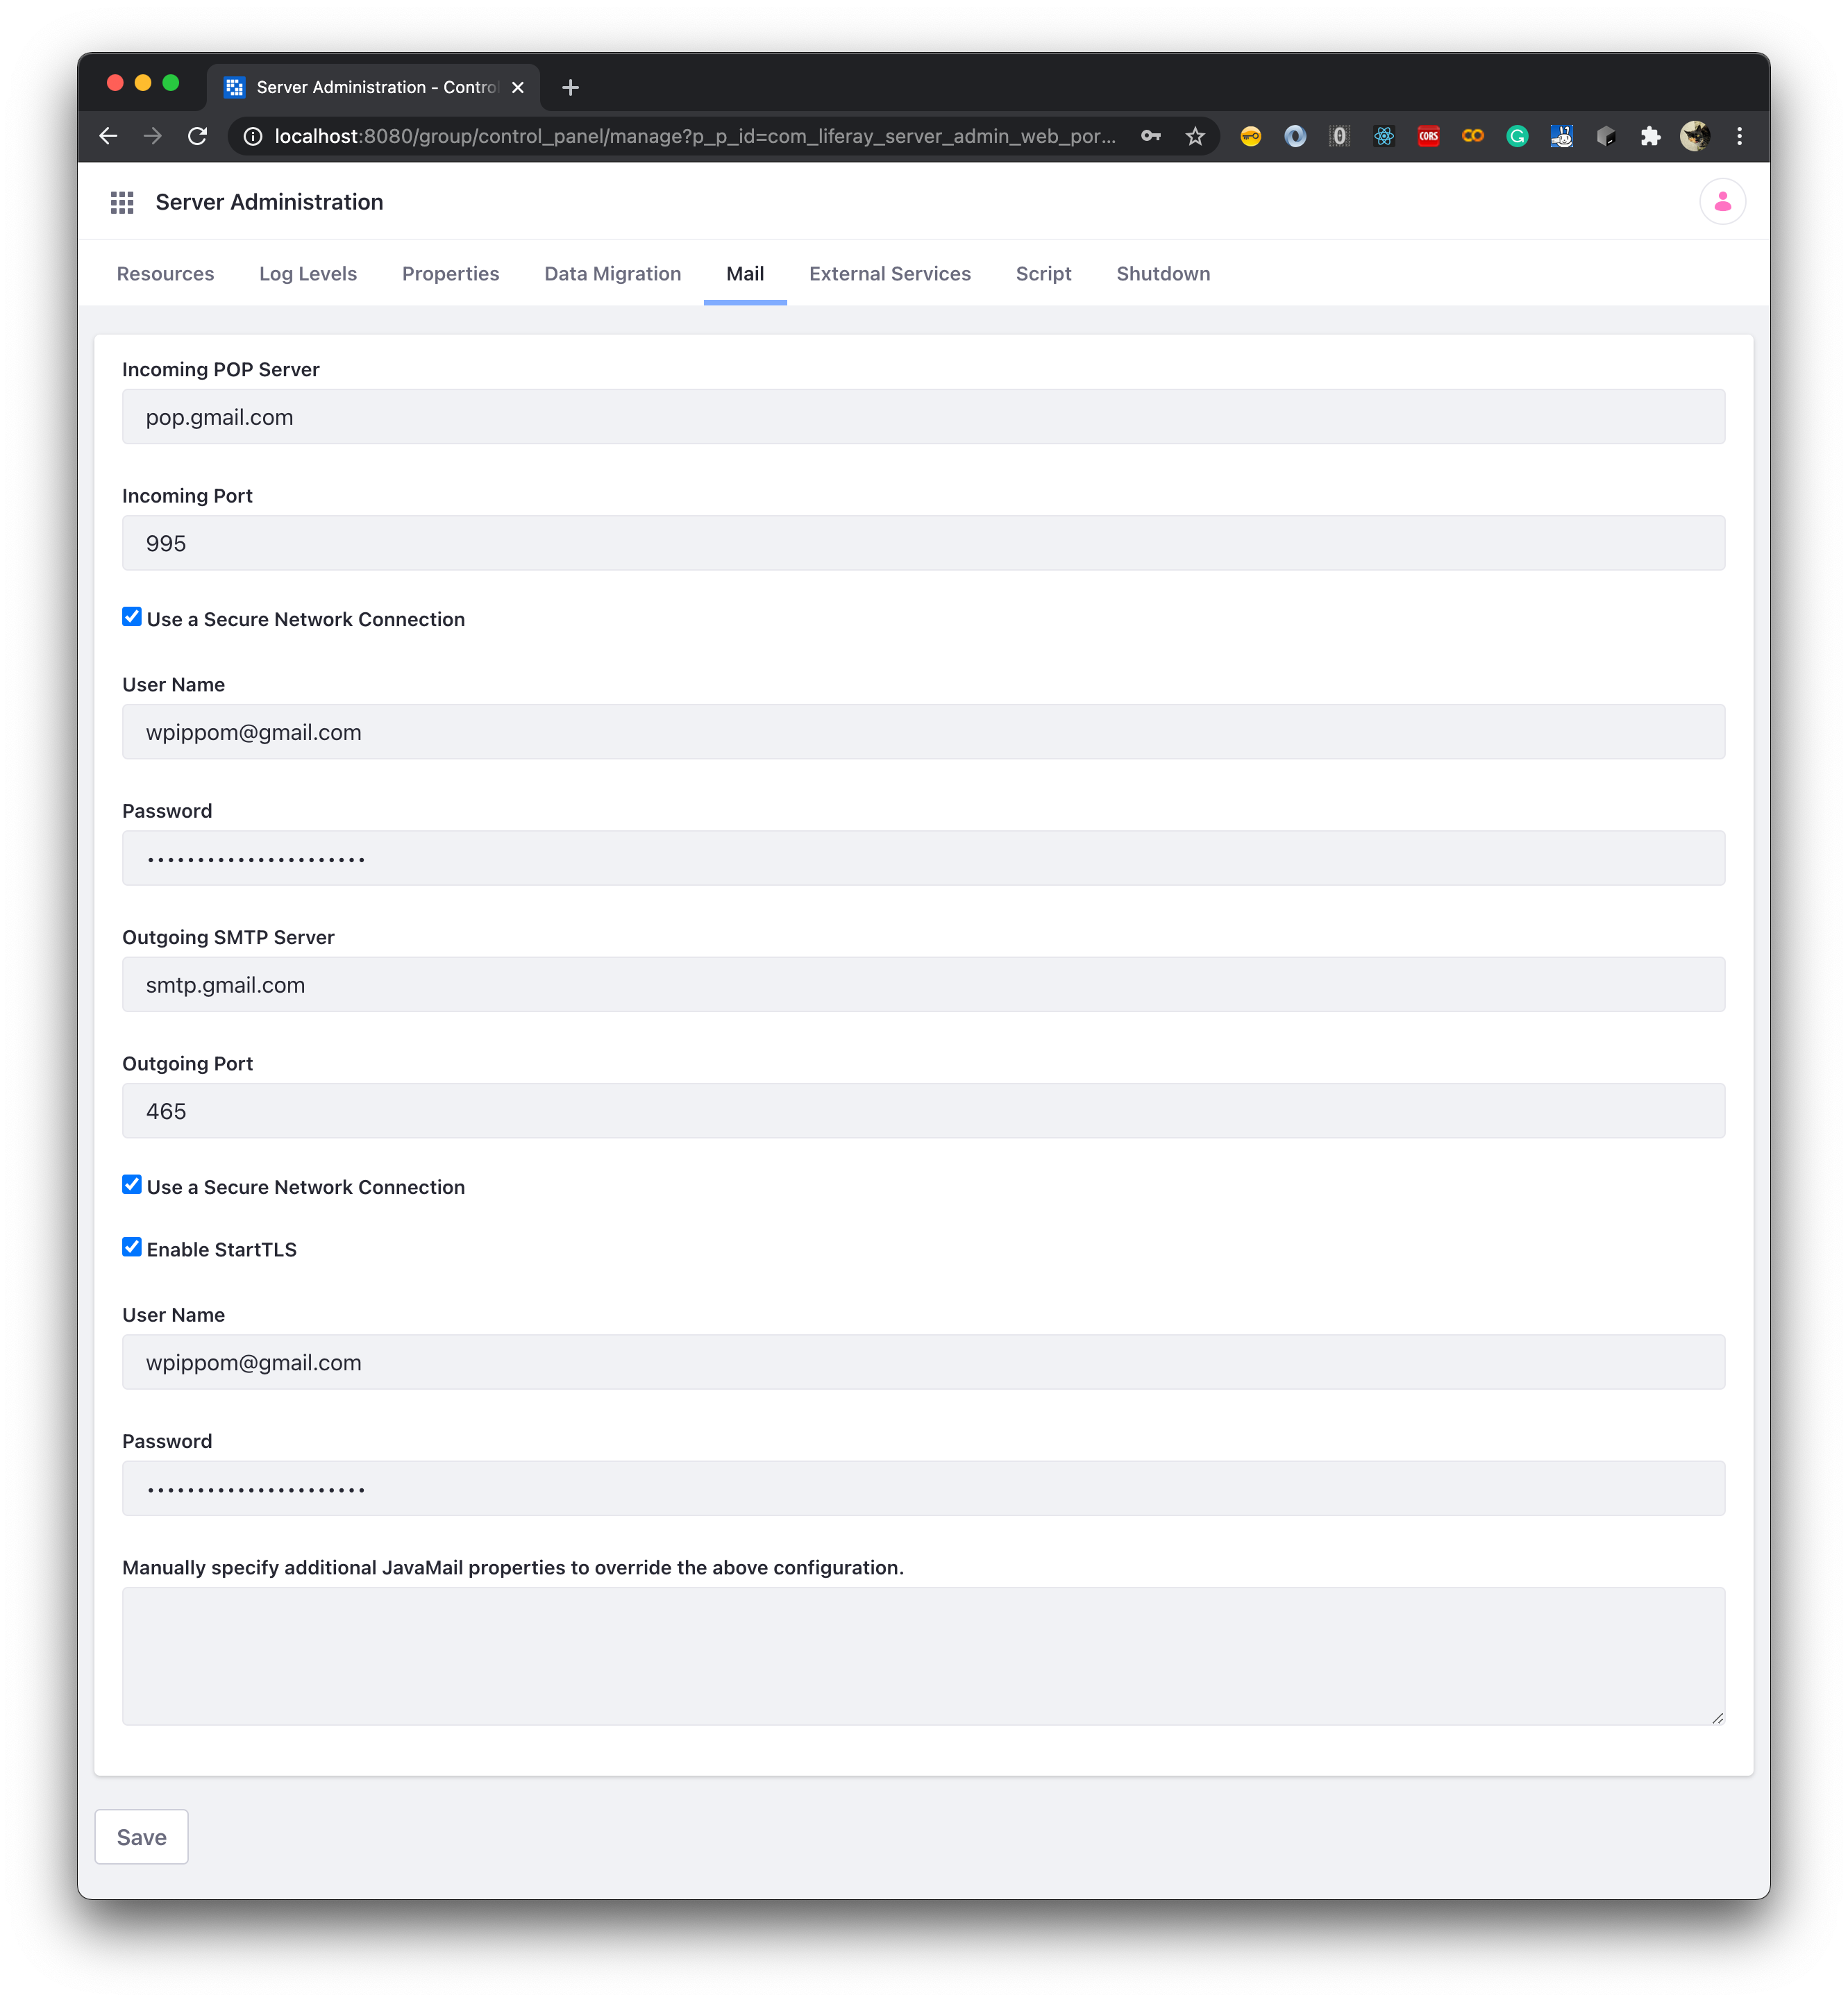 Server Administration - Contro
localhost:8080/group/control_panel/manage?p_p_id=com_liferay_server_admin_web_por...
CORS
Server Administration
Resources Log Levels Properties Data Migration Mail External Services Script Shutdown
Incoming POP Server
pop.gmail.com
Incoming Port
995
Use a Secure Network Connection
User Name
wpippom@gmail.com
Password
••••••••••••••••••••••
Outgoing SMTP Server
smtp.gmail.com
Outgoing Port
465
Use a Secure Network Connection
Enable StartTLS
User Name
wpippom@gmail.com
Password
••••••••••••••••••••••
Manually specify additional JavaMail properties to override the above configuration.
Save